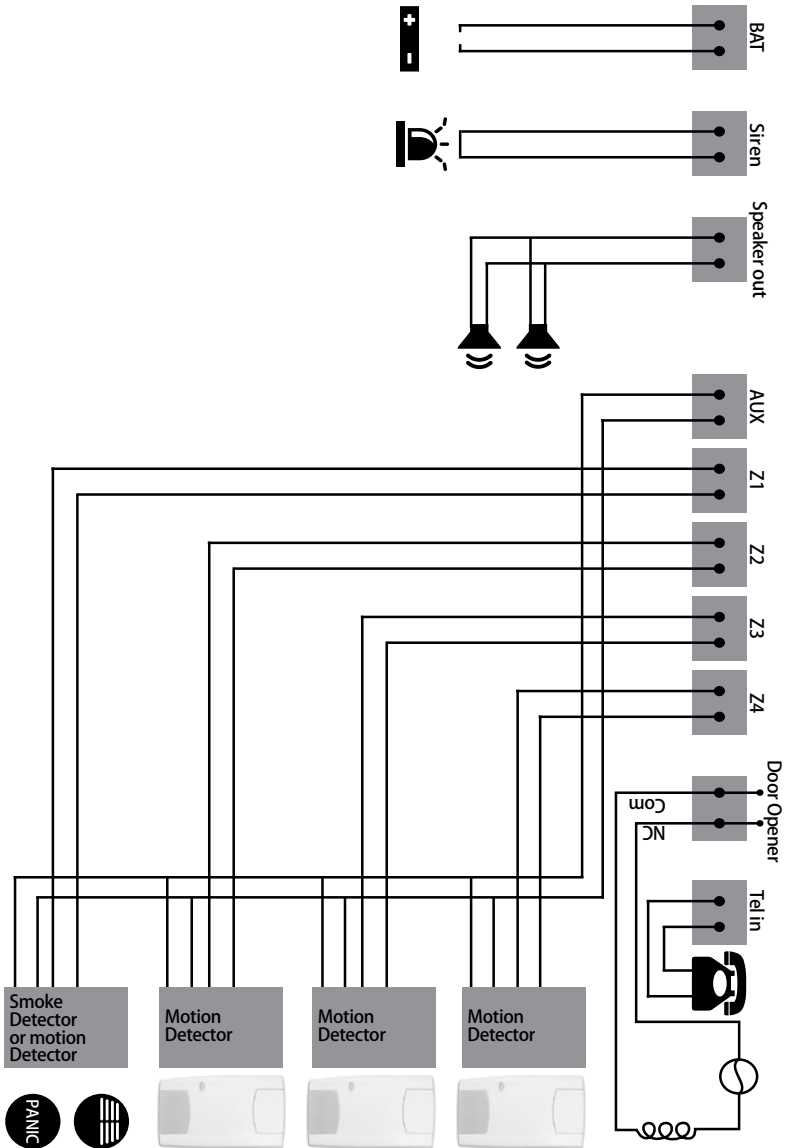 BAT
Siren
Speaker out
AUX
Z1
Z2
Z3
Z4
Door Opener
Com
NC
Tel in
Smoke
Detector
or motion
Detector
Motion
Detector
Motion
Detector
Motion
Detector
PANIC